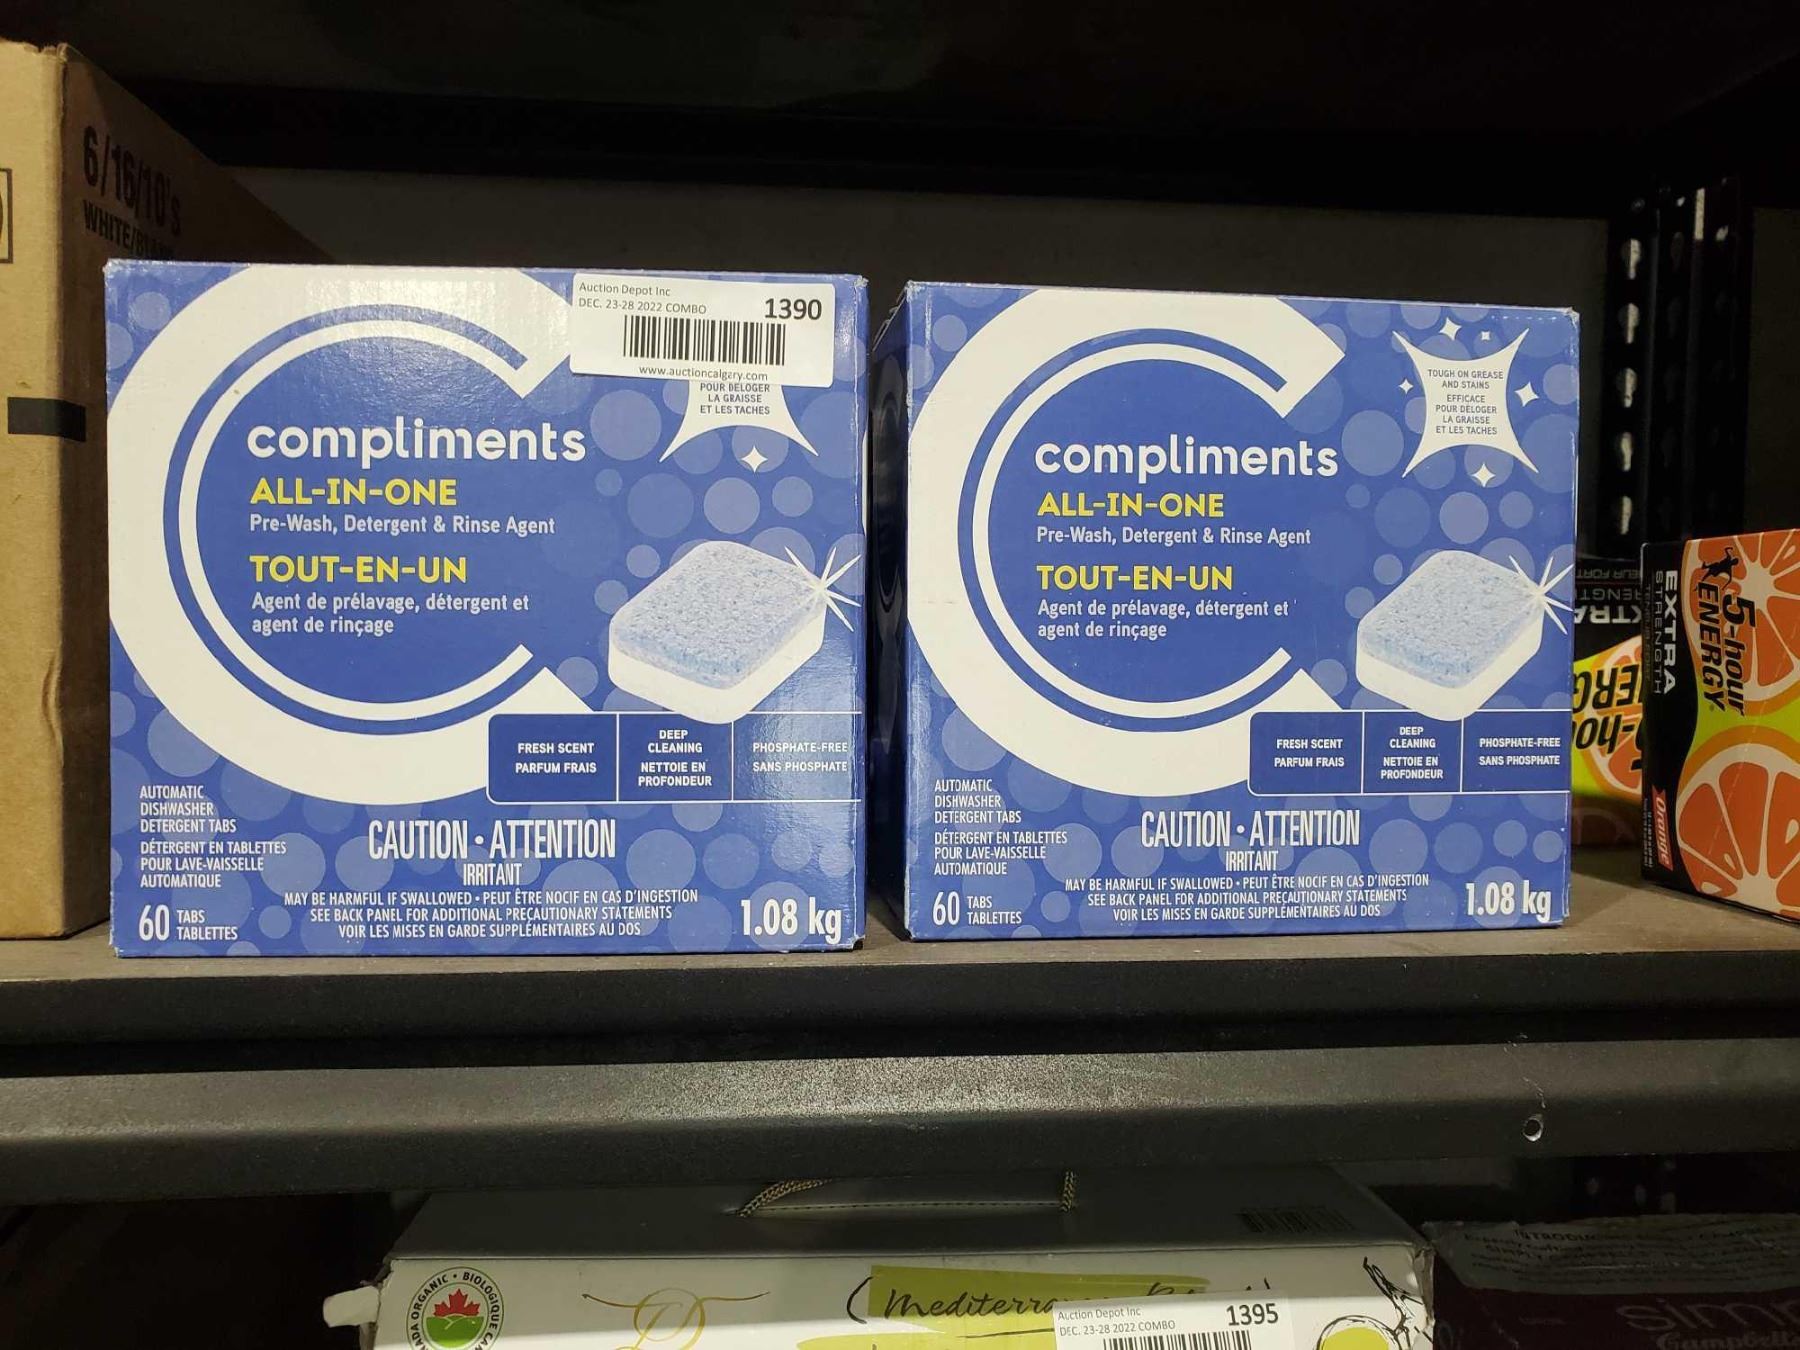 6/16/10's
WHITE/
Auction Depot Inc
DEC. 23-28 2022 COMBO
1390
www.auctioncalgary.com
POUR DÉLOGER
LA GRAISSE
ET LES TACHES
compliments
ALL-IN-ONE
Pre-Wash, Detergent & Rinse Agent
TOUT-EN-UN
Agent de prélavage, détergent et
agent de rinçage
FRESH SCENT
PARFUM FRAIS
DEEP
CLEANING
NETTOIE EN
PROFONDEUR
PHOSPHATE-FREE
SANS PHOSPHATE
AUTOMATIC
DISHWASHER
DETERGENT TABS
DÉTERGENT EN TABLETTES
POUR LAVE-VAISSELLE
AUTOMATIQUE
CAUTION • ATTENTION
IRRITANT
MAY BE HARMFUL IF SWALLOWED • PEUT ÊTRE NOCIF EN CAS D'INGESTION
SEE BACK PANEL FOR ADDITIONAL PRECAUTIONARY STATEMENTS
VOIR LES MISES EN GARDE SUPPLÉMENTAIRES AU DOS
60 TABS
TABLETTES
1.08 kg
TOUGH ON GREASE
AND STAINS
EFFICACE
POUR DÉLOGER
LA GRAISSE
ET LES TACHES
compliments
ALL-IN-ONE
Pre-Wash, Detergent & Rinse Agent
TOUT-EN-UN
Agent de prélavage, détergent et
agent de rinçage
FRESH SCENT
PARFUM FRAIS
DEEP
CLEANING
NETTOIE EN
PROFONDEUR
PHOSPHATE-FREE
SANS PHOSPHATE
AUTOMATIC
DISHWASHER
DETERGENT TABS
DÉTERGENT EN TABLETTES
POUR LAVE-VAISSELLE
AUTOMATIQUE
CAUTION • ATTENTION
IRRITANT
MAY BE HARMFUL IF SWALLOWED • PEUT ÊTRE NOCIF EN CAS D'INGESTION
SEE BACK PANEL FOR ADDITIONAL PRECAUTIONARY STATEMENTS
VOIR LES MISES EN GARDE SUPPLÉMENTAIRES AU DOS
60 TABS
TABLETTES
1.08 kg
EXTRA
STRENGTH
5-hour
ENERGY
Orange
CANADA ORGANIC • BIOLOGIQUE CANADA
Auction Depot Inc
DEC. 23-28 2022 COMBO
1395
Campbell